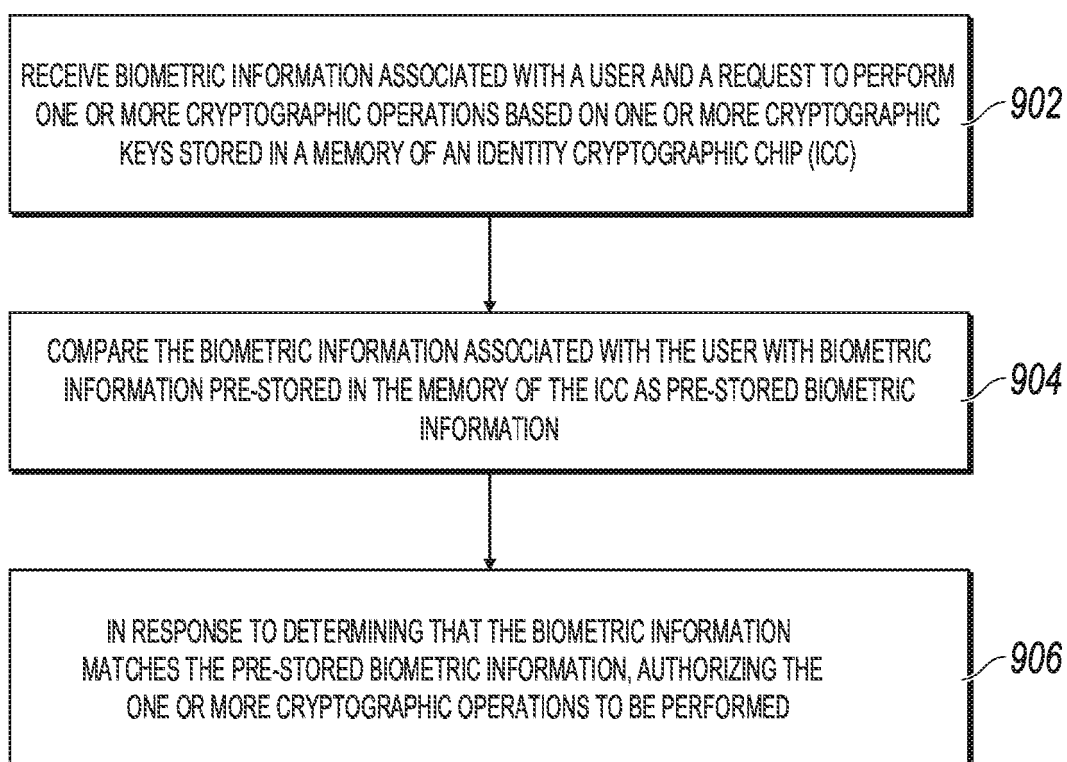 RECEIVE BIOMETRIC INFORMATION ASSOCIATED WITH A USER AND A REQUEST TO PERFORM
ONE OR MORE CRYPTOGRAPHIC OPERATIONS BASED ON ONE OR MORE CRYPTOGRAPHIC
KEYS STORED IN A MEMORY OF AN IDENTITY CRYPTOGRAPHIC CHIP (ICC)
902
COMPARE THE BIOMETRIC INFORMATION ASSOCIATED WITH THE USER WITH BIOMETRIC
INFORMATION PRE-STORED IN THE MEMORY OF THE ICC AS PRE-STORED BIOMETRIC
INFORMATION
904
IN RESPONSE TO DETERMINING THAT THE BIOMETRIC INFORMATION
MATCHES THE PRE-STORED BIOMETRIC INFORMATION, AUTHORIZING THE
ONE OR MORE CRYPTOGRAPHIC OPERATIONS TO BE PERFORMED
906